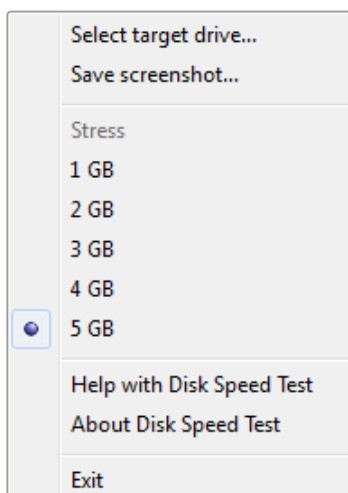 Select target drive...
Save screenshot...
Stress
1 GB
2 GB
3 GB
4 GB
5 GB
Help with Disk Speed Test
About Disk Speed Test
Exit